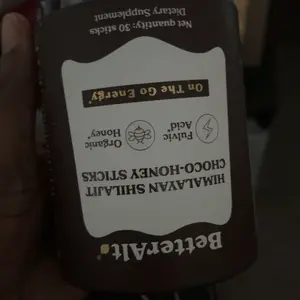 BetterAlt
HIMALAYAN SHILAJIT
CHOCO-HONEY STICKS
Fulvic
Acid*
Organic
Honey*
On The Go Energy*
Net quantity: 30 sticks
Dietary Supplement